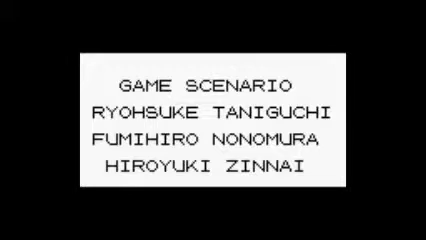 GAME SCENARIO
RYOHSUKE TANIGUCHI
FUMIHIRO NONOMURA
HIROYUKI ZINNAI